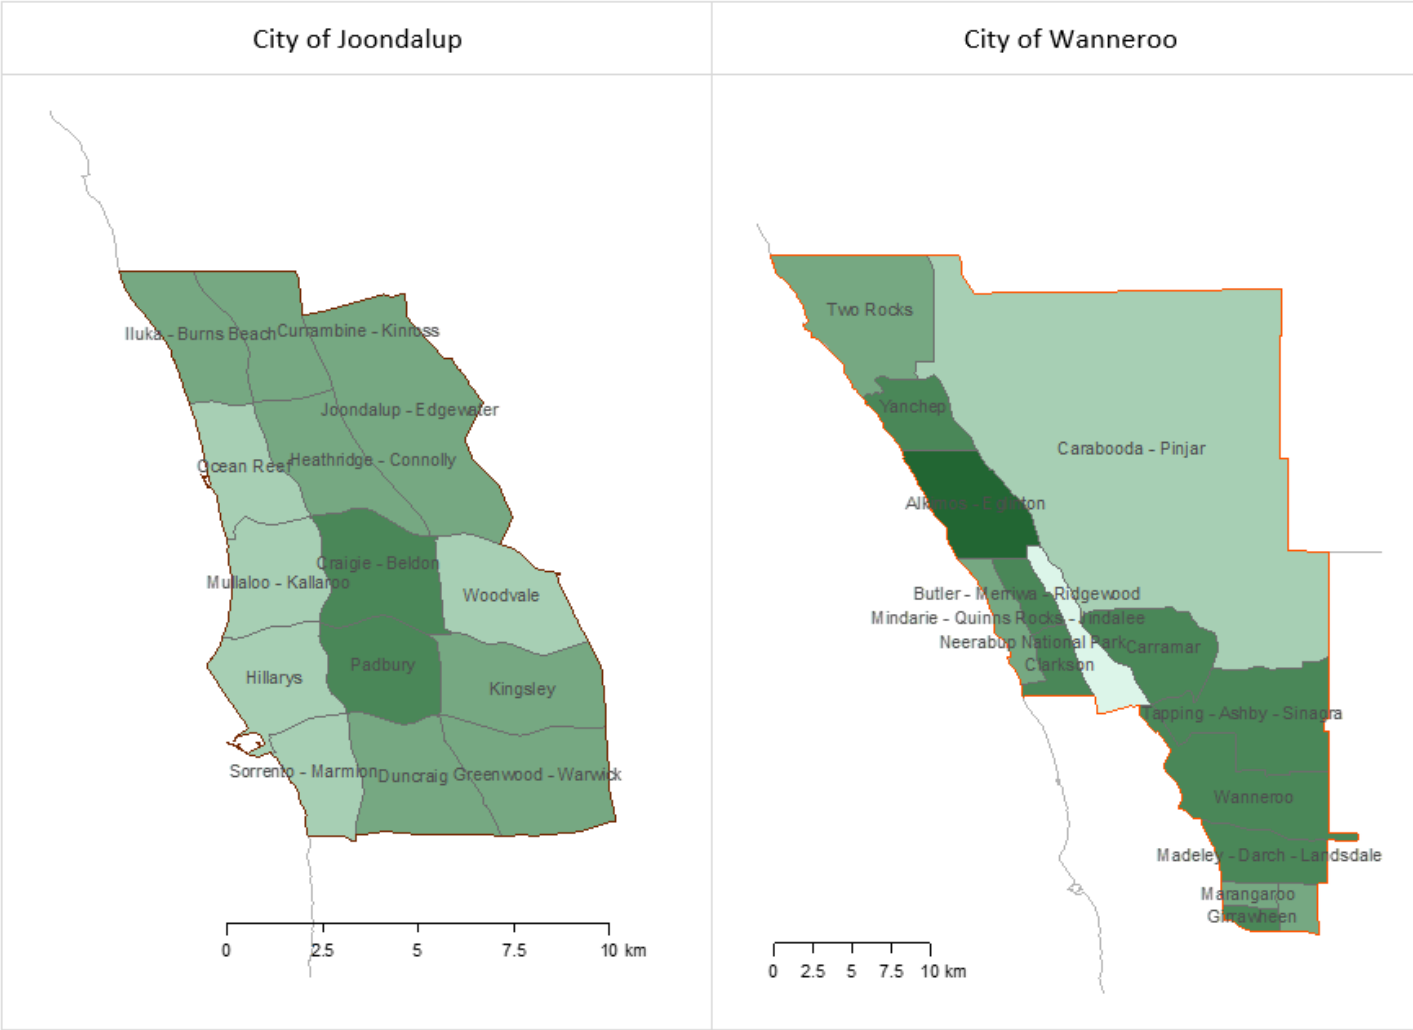 City of Joondalup
City of Wanneroo
Iluka - Burns Beach
Currambine - Kinross
Joondalup - Edgewater
Ocean Reef
Heathridge - Connolly
Craigie - Beldon
Mullaloo - Kallaroo
Woodvale
Padbury
Hillarys
Kingsley
Sorrento - Marmion
Duncraig
Greenwood - Warwick
0 2.5 5 7.5 10 km
Two Rocks
Yanchep
Carabooda - Pinjar
Alkimos - Eglinton
Butler - Merriwa - Ridgewood
Mindarie - Quinns Rocks - Jindalee
Neerabup National Park
Carramar
Clarkson
Tapping - Ashby - Sinagra
Wanneroo
Madeley - Darch - Landsdale
Marangaroo
Girrawheen
0 2.5 5 7.5 10 km